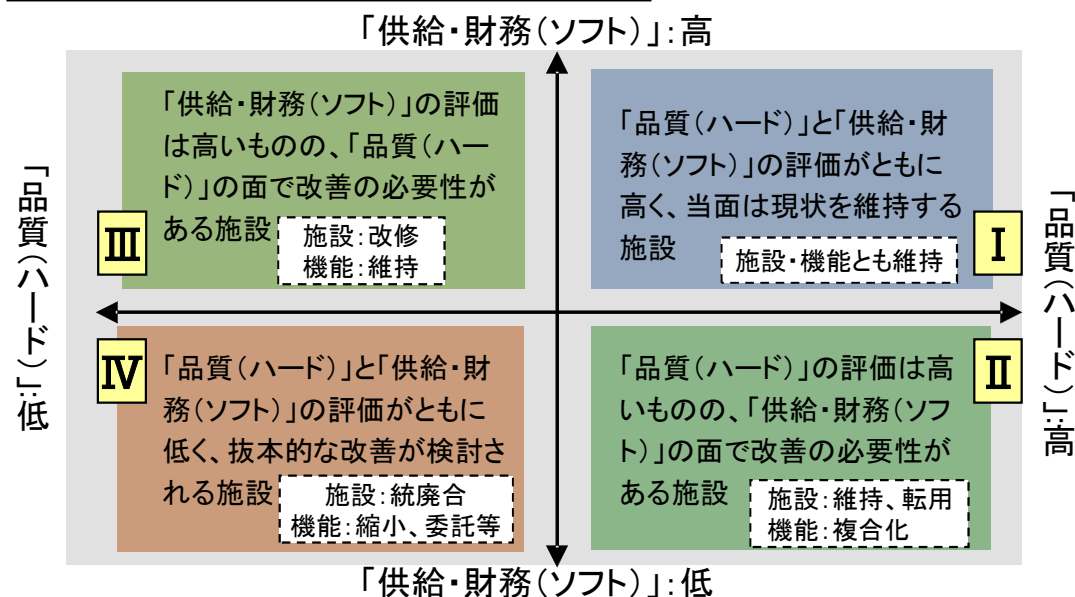 「供給・財務(ソフト)」:高
「供給・財務(ソフト)」の評価
は高いものの、「品質(ハー
ド)」の面で改善の必要性が
ある施設
施設:改修
機能:維持
Ⅲ
「品質(ハード)」と「供給・財
務(ソフト)」の評価がともに
高く、当面は現状を維持する
施設
施設・機能とも維持
Ⅰ
「品質(ハード)」:低
「品質(ハード)」:高
Ⅳ
「品質(ハード)」と「供給・財
務(ソフト)」の評価がともに
低く、抜本的な改善が検討さ
れる施設
施設:統廃合
機能:縮小、委託等
「品質(ハード)」の評価は高
いものの、「供給・財務(ソフ
ト)」の面で改善の必要性が
ある施設
施設:維持、転用
機能:複合化
Ⅱ
「供給・財務(ソフト)」:低